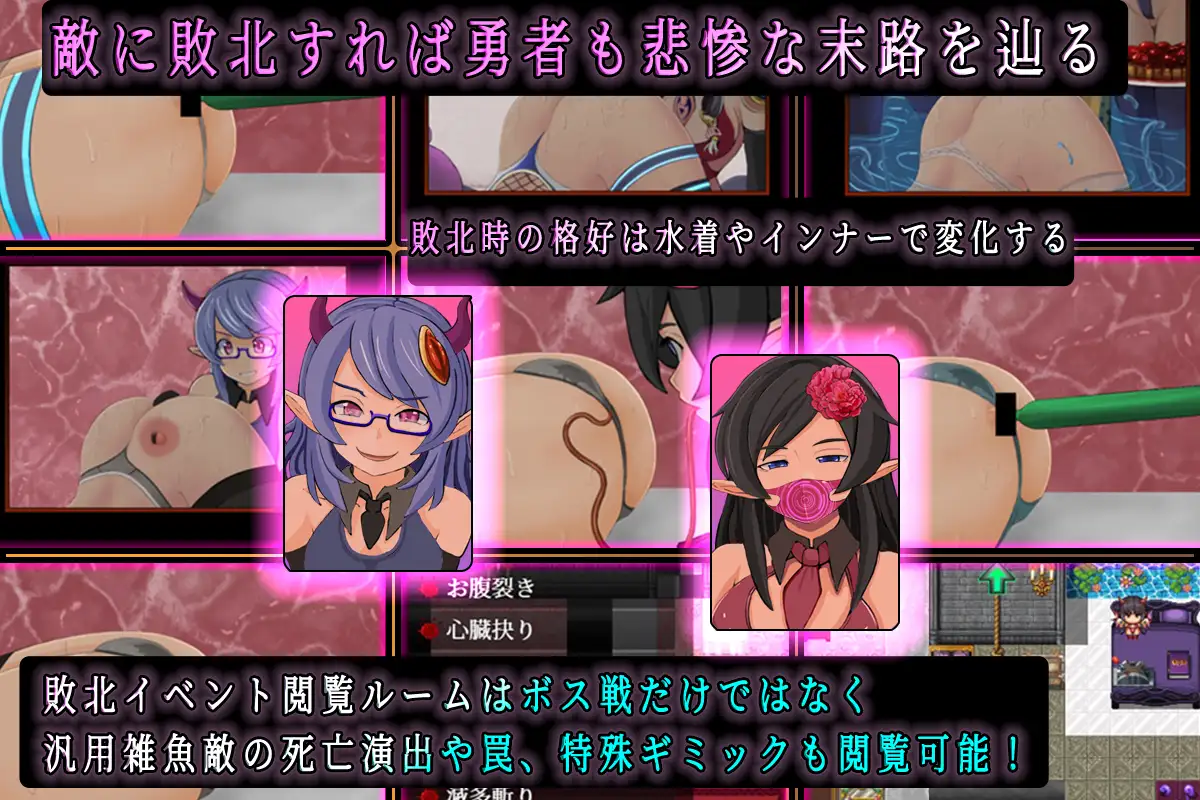 敵に敗北すれば勇者も悲惨な末路を辿る
敗北時の格好は水着やインナーで変化する
お腹裂き
心臓抉り
敗北イベント閲覧ルームはボス戦だけではなく
汎用雑魚敵の死亡演出や罠、特殊ギミックも閲覧可能！
滅多斬り